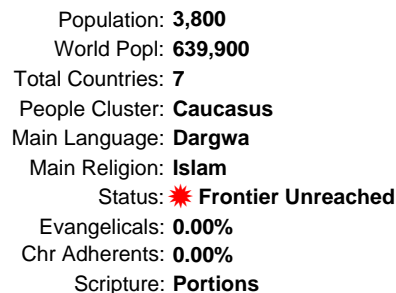 Population: 3,800
World Popl: 639,900
Total Countries: 7
People Cluster: Caucasus
Main Language: Dargwa
Main Religion: Islam
Status: Frontier Unreached
Evangelicals: 0.00%
Chr Adherents: 0.00%
Scripture: Portions